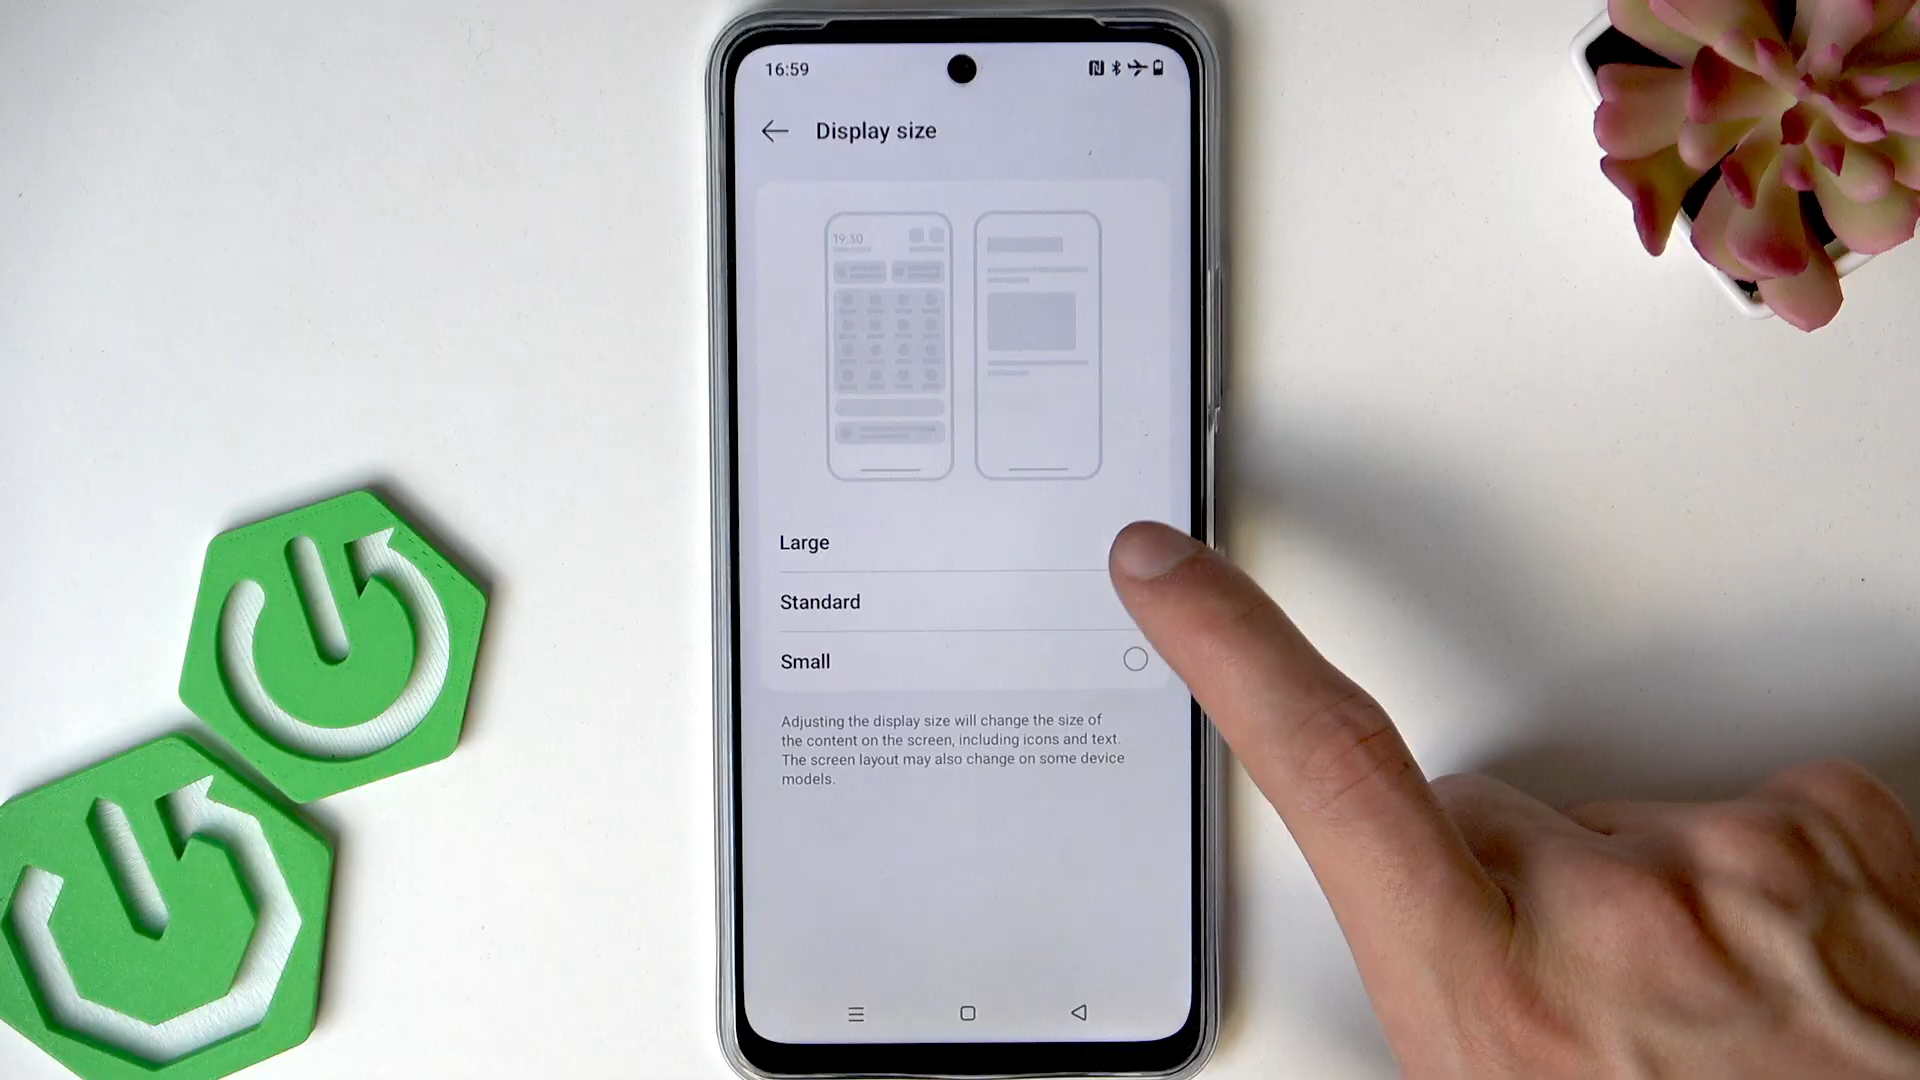 16:59
Display size
19:30
Large
Standard
Small
Adjusting the display size will change the size of
the content on the screen, including icons and text.
The screen layout may also change on some device
models.